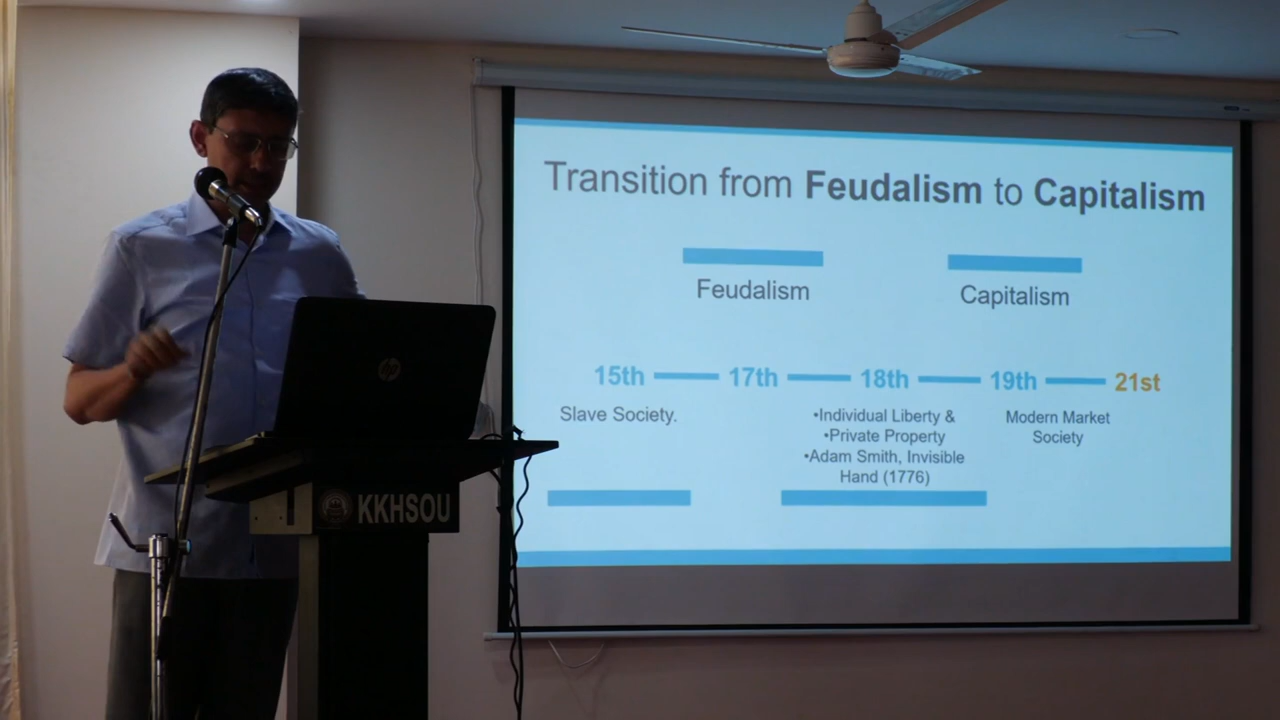 Transition from Feudalism to Capitalism
Feudalism
Capitalism
15th
17th
18th
19th
21st
Slave Society.
•Individual Liberty &
•Private Property
•Adam Smith, Invisible
Hand (1776)
Modern Market
Society
hp
KKHSOU